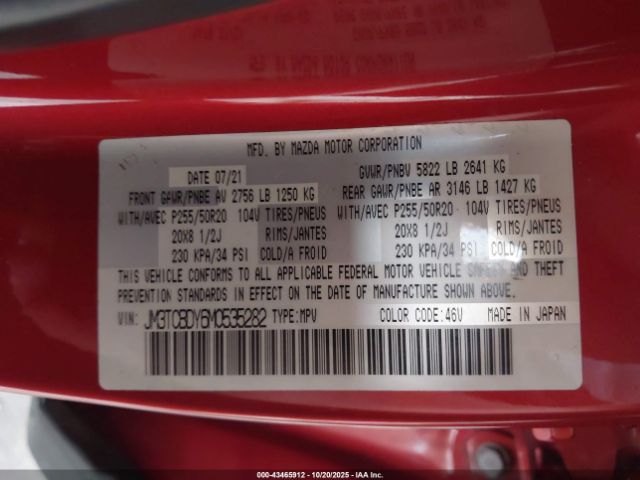 MFD. BY MAZDA MOTOR CORPORATION
DATE 07/21 GVWR/PNBV 5822 LB 2641 KG
FRONT GAWR/PNBE AV 2756 LB 1250 KG REAR GAWR/PNBE AR 3146 LB 1427 KG
WITH/AVEC P255/50R20 104V TIRES/PNEUS WITH/AVEC P255/50R20 104V TIRES/PNEUS
20X8 1/2J RIMS/JANTES 20X8 1/2J RIMS/JANTES
230 KPA/34 PSI COLD/A FROID 230 KPA/34 PSI COLD/A FROID
THIS VEHICLE CONFORMS TO ALL APPLICABLE FEDERAL MOTOR VEHICLE SAFETY AND THEFT
PREVENTION STANDARDS IN EFFECT ON THE DATE OF MANUFACTURE SHOWN ABOVE.
VIN: JM3TCBDY6M0535282 TYPE:MPV COLOR CODE:46V MADE IN JAPAN
000-43465912 - 10/20/2025 - IAA Corp.